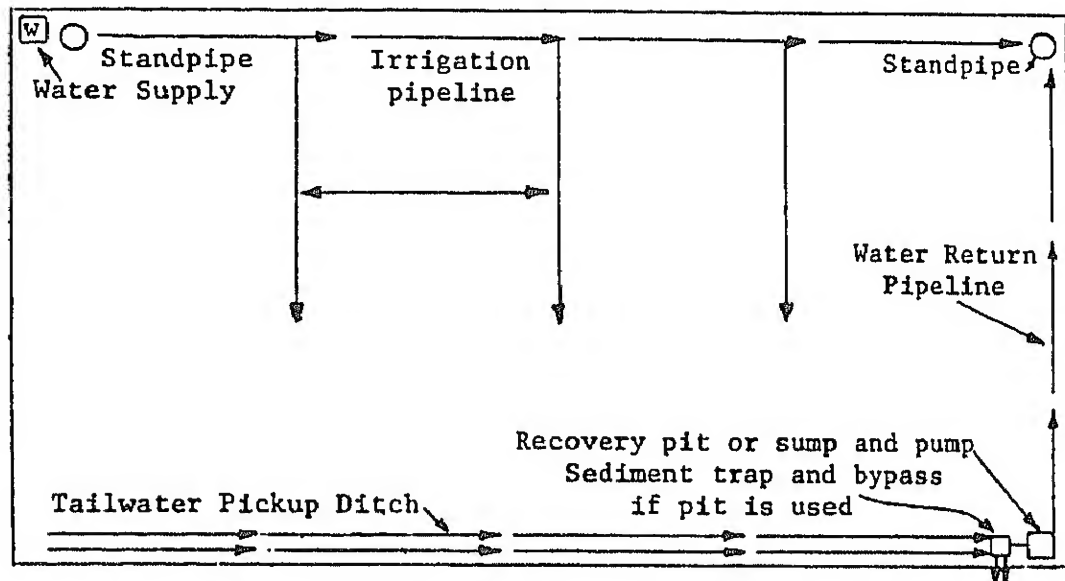 W
Standpipe
Water Supply
Irrigation
pipeline
Standpipe
Water Return
Pipeline
Recovery pit or sump and pump
Sediment trap and bypass
if pit is used
Tailwater Pickup Ditch